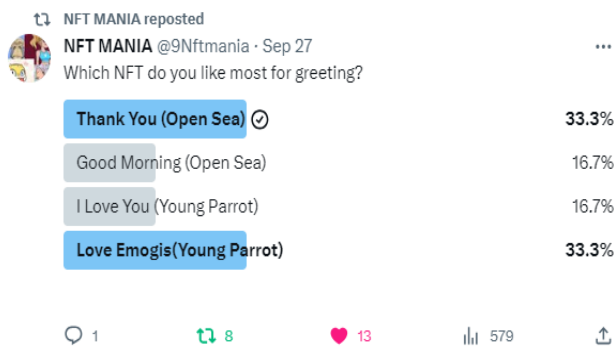 NFT MANIA reposted
NFT MANIA @9Nftmania · Sep 27
Which NFT do you like most for greeting?
Thank You (Open Sea) 33.3%
Good Morning (Open Sea) 16.7%
I Love You (Young Parrot) 16.7%
Love Emogis(Young Parrot) 33.3%
1 8 13 579